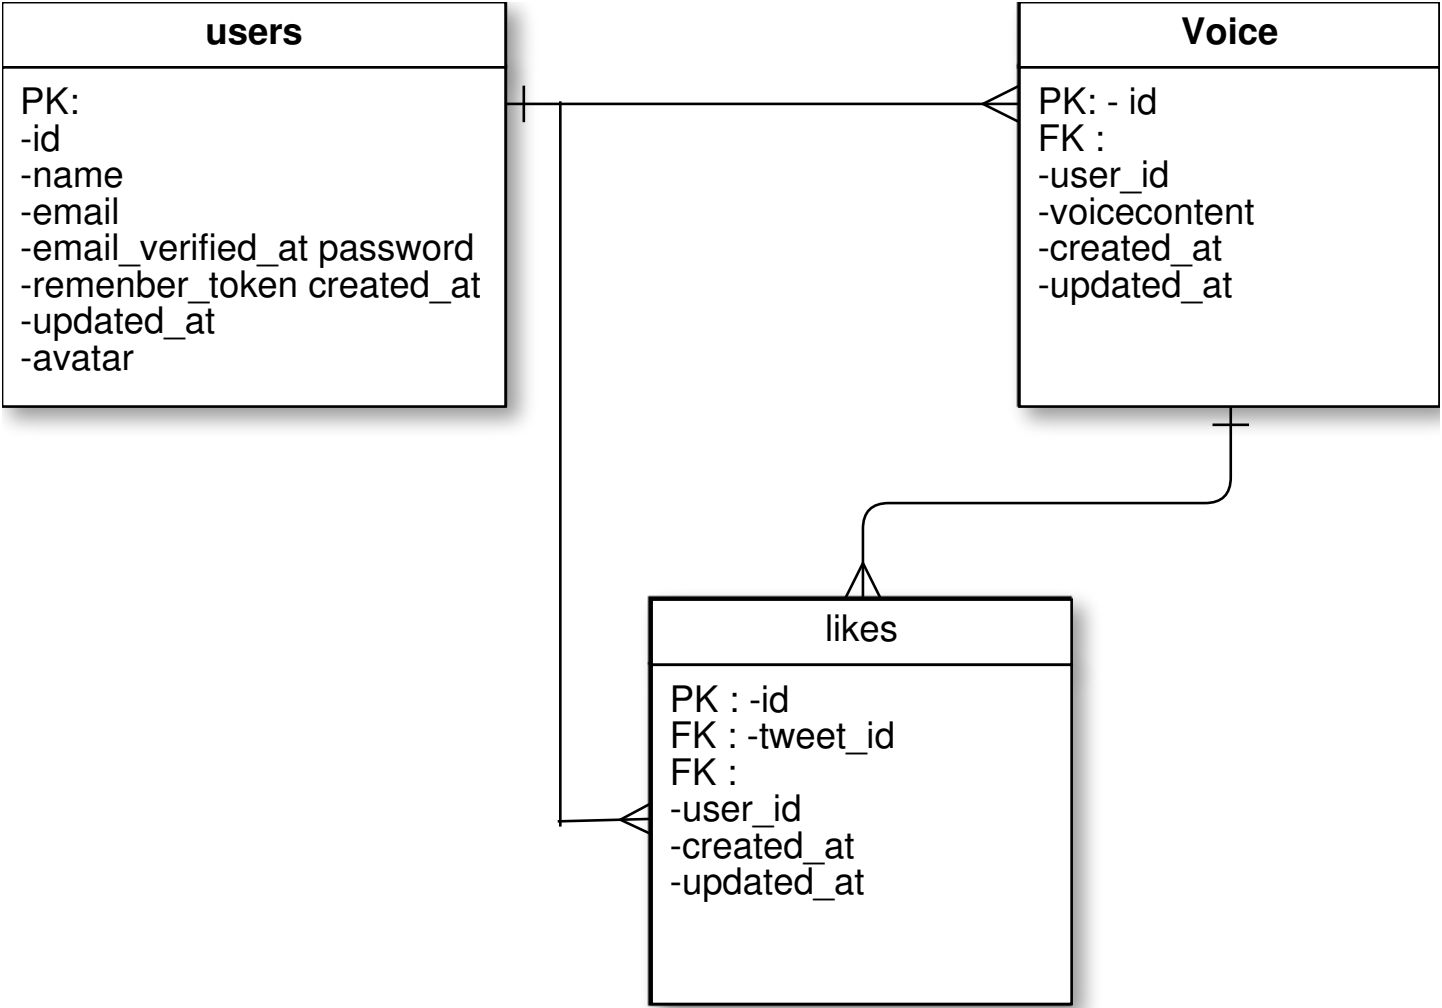 users
PK:
-id
-name
-email
-email_verified_at password
-remenber_token created_at
-updated_at
-avatar
Voice
PK: - id
FK :
-user_id
-voicecontent
-created_at
-updated_at
likes
PK : -id
FK : -tweet_id
FK :
-user_id
-created_at
-updated_at